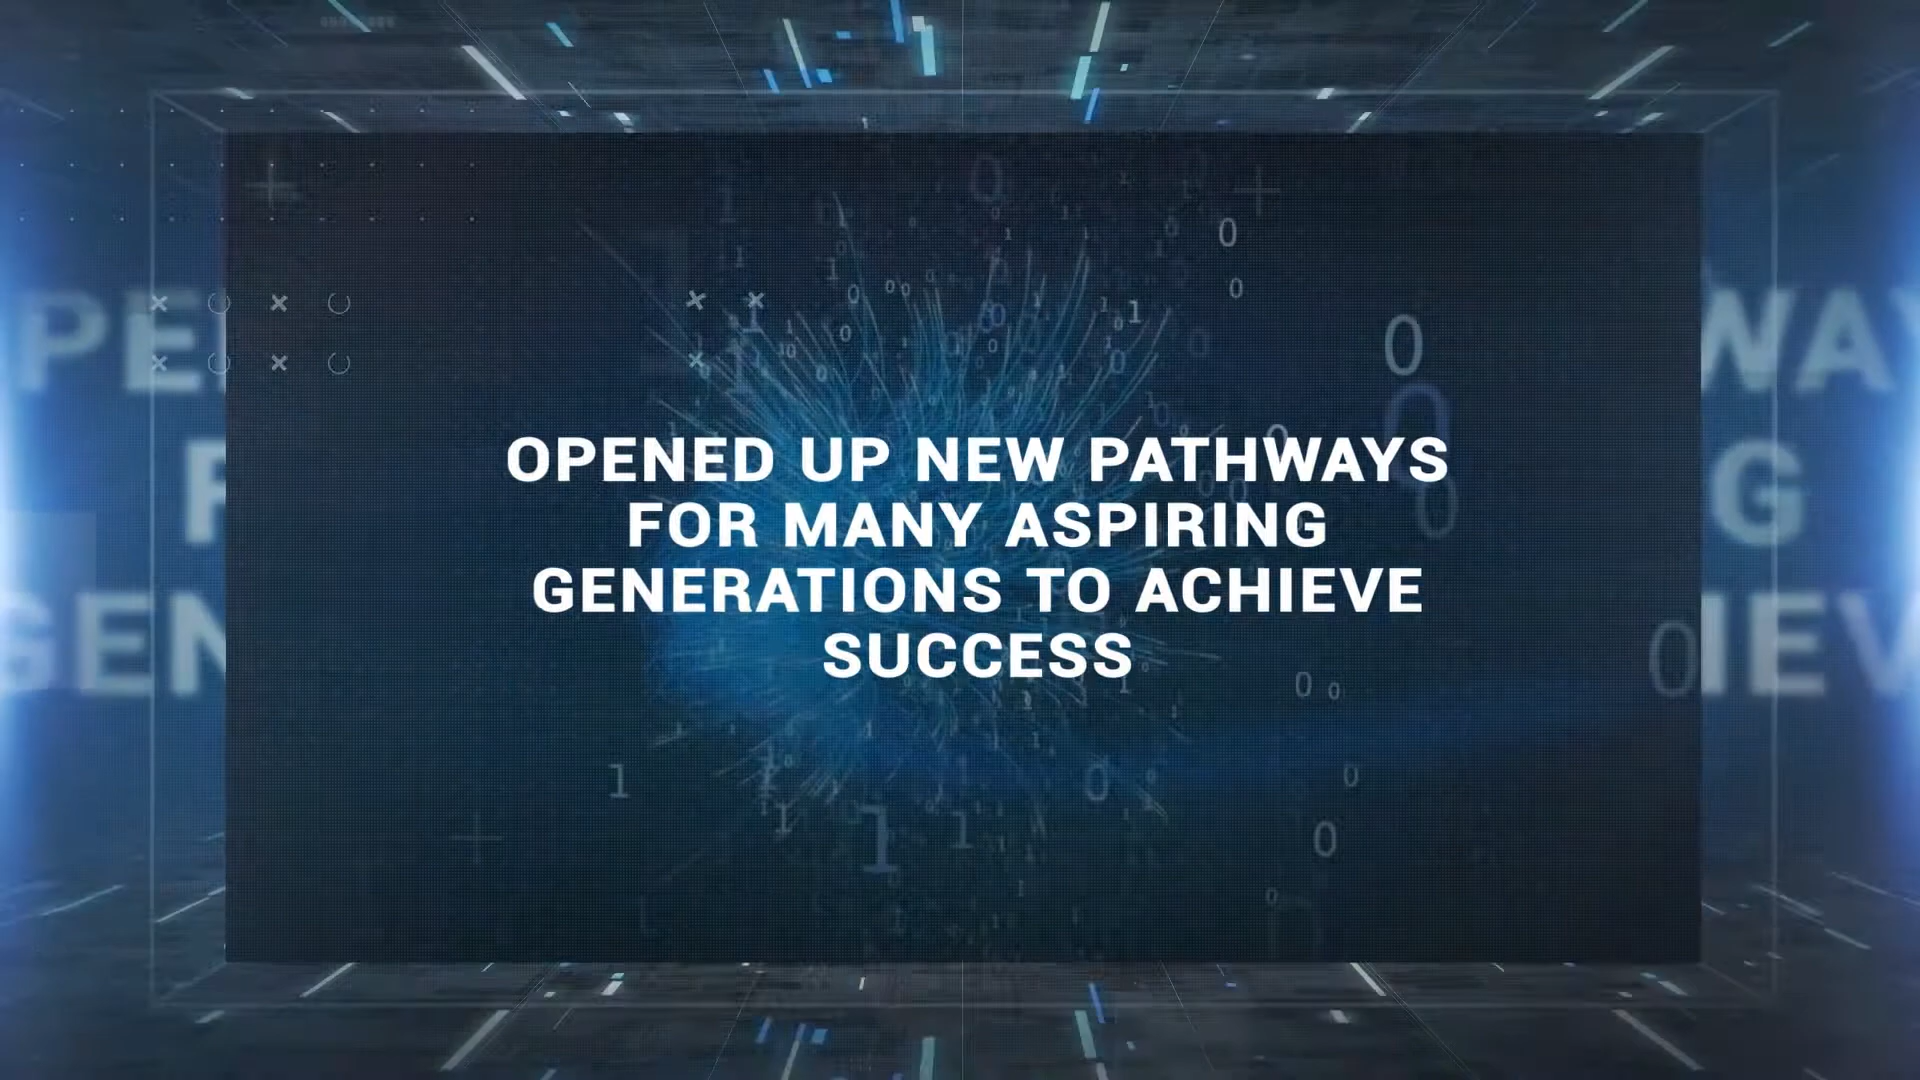 OPENED UP NEW PATHWAYS
FOR MANY ASPIRING
GENERATIONS TO ACHIEVE
SUCCESS